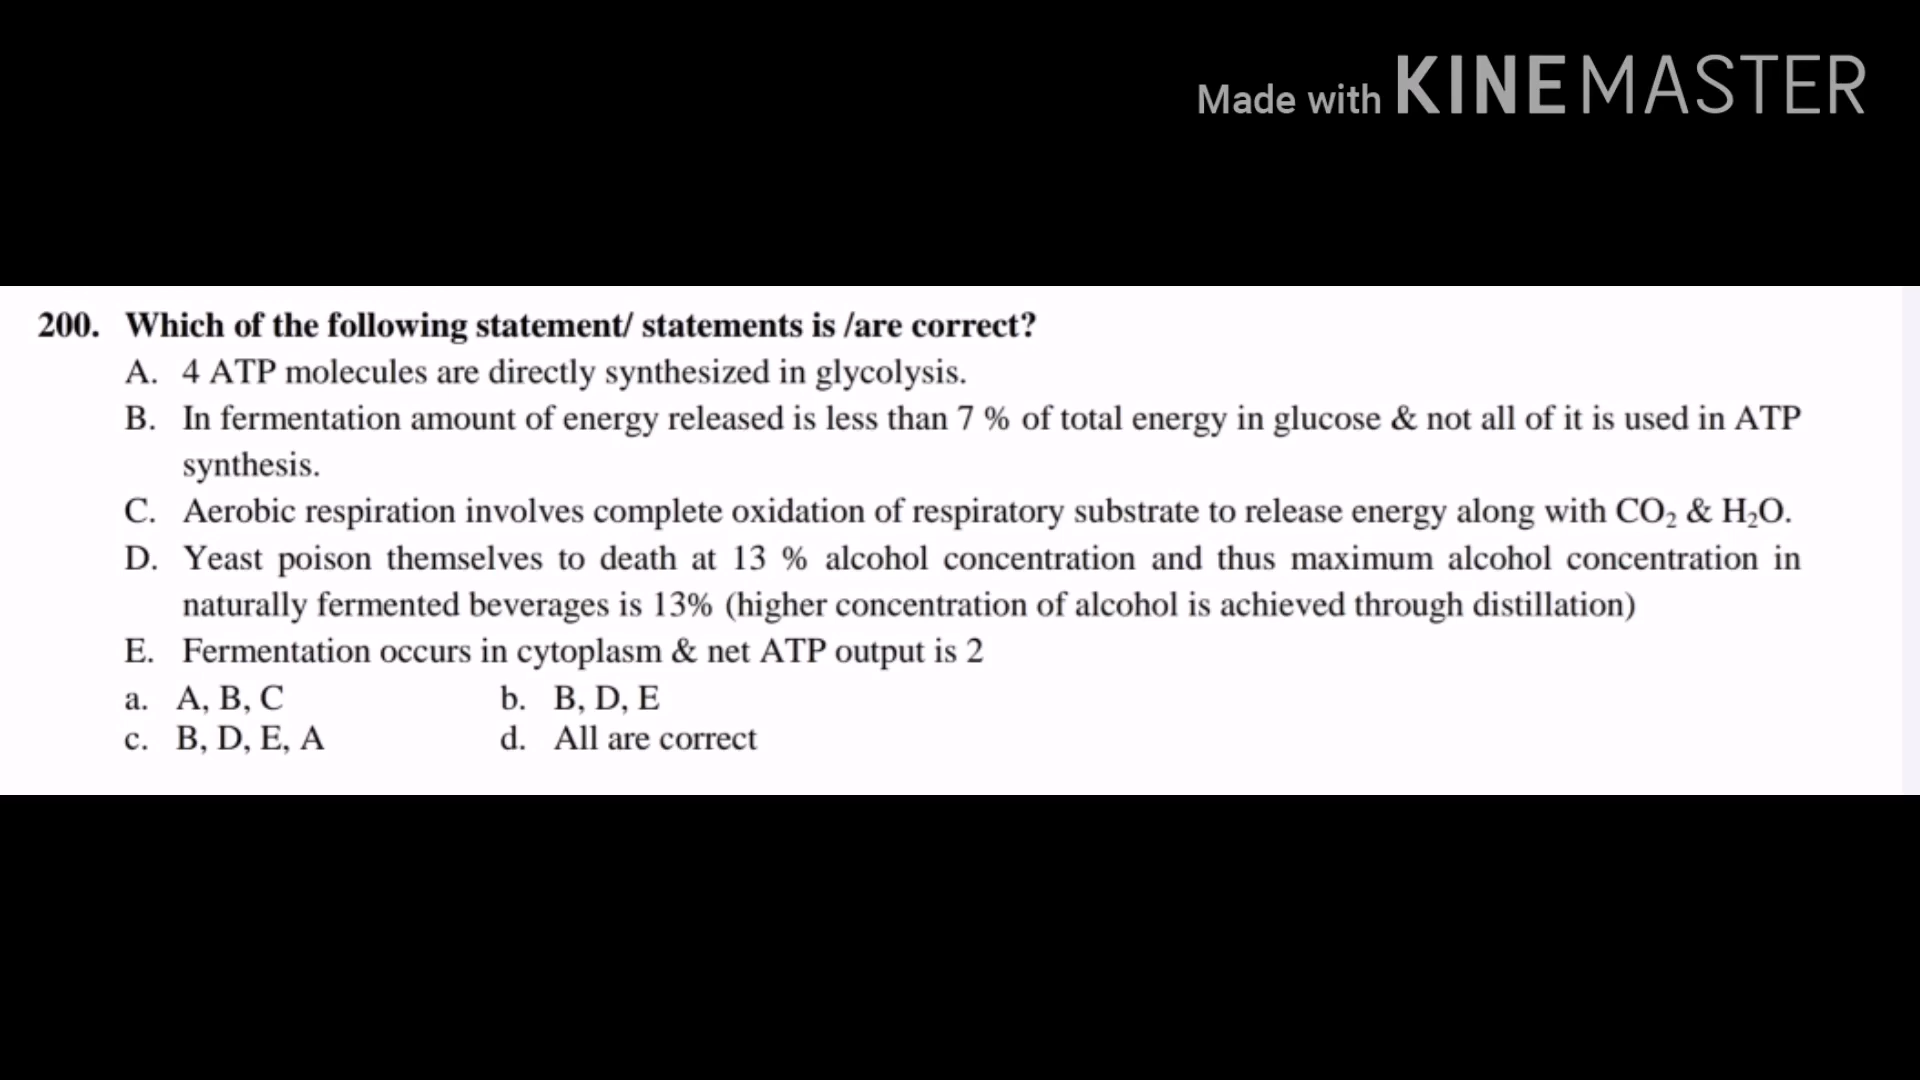 Made with KINEMASTER
200. Which of the following statement/ statements is /are correct?
A. 4 ATP molecules are directly synthesized in glycolysis.
B. In fermentation amount of energy released is less than 7 % of total energy in glucose & not all of it is used in ATP
synthesis.
C. Aerobic respiration involves complete oxidation of respiratory substrate to release energy along with CO₂ & H₂O.
D. Yeast poison themselves to death at 13 % alcohol concentration and thus maximum alcohol concentration in
naturally fermented beverages is 13% (higher concentration of alcohol is achieved through distillation)
E. Fermentation occurs in cytoplasm & net ATP output is 2
a. A, B, C b. B, D, E
c. B, D, E, A d. All are correct